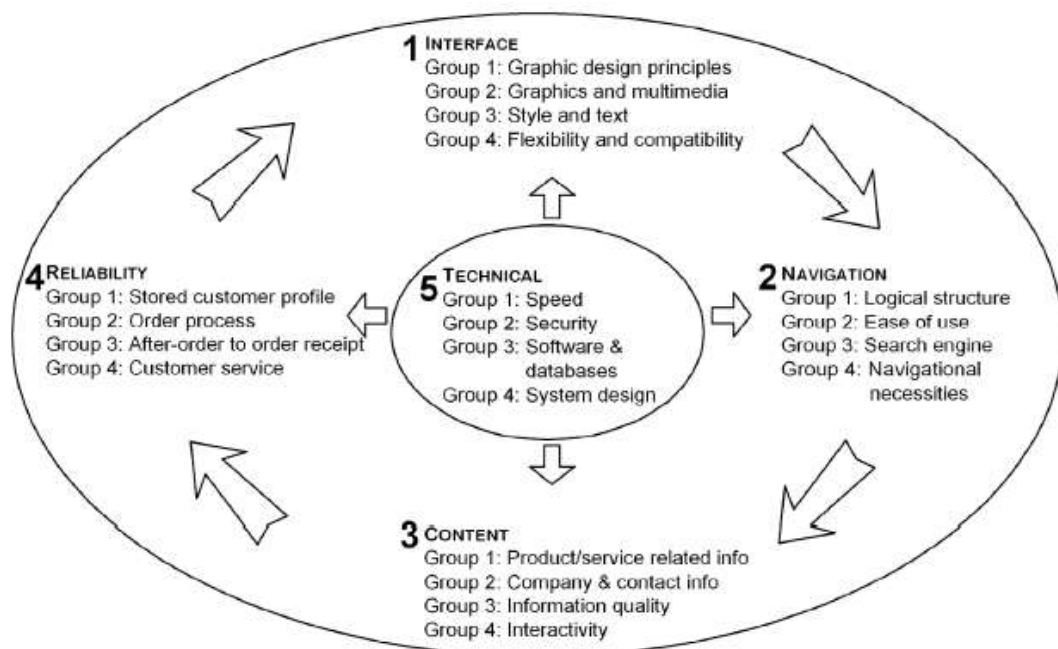 1 INTERFACE
Group 1: Graphic design principles
Group 2: Graphics and multimedia
Group 3: Style and text
Group 4: Flexibility and compatibility
2 NAVIGATION
Group 1: Logical structure
Group 2: Ease of use
Group 3: Search engine
Group 4: Navigational
necessities
3 CONTENT
Group 1: Product/service related info
Group 2: Company & contact info
Group 3: Information quality
Group 4: Interactivity
4 RELIABILITY
Group 1: Stored customer profile
Group 2: Order process
Group 3: After-order to order receipt
Group 4: Customer service
5 TECHNICAL
Group 1: Speed
Group 2: Security
Group 3: Software &
databases
Group 4: System design